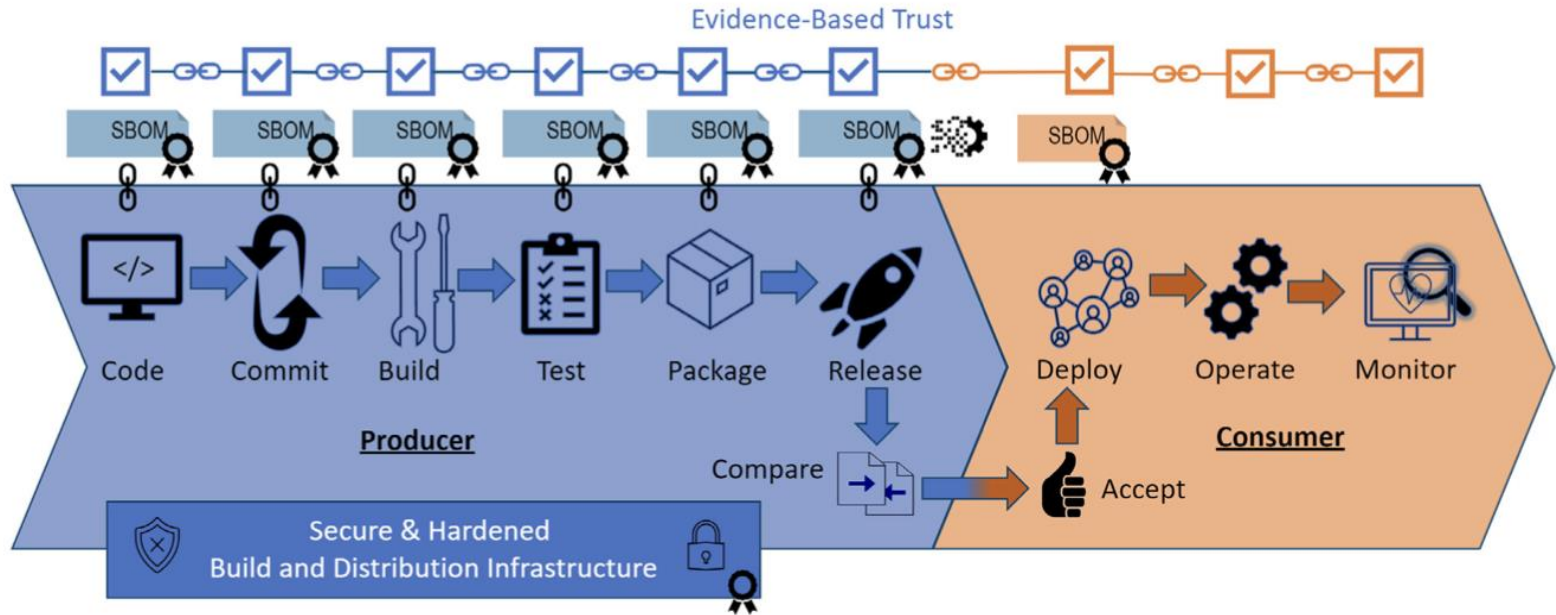 Evidence-Based Trust
SBOM
SBOM
SBOM
SBOM
SBOM
SBOM
SBOM
</>
Code
Commit
Build
Test
Package
Release
Deploy
Operate
Monitor
Producer
Consumer
Compare
Accept
Secure & Hardened
Build and Distribution Infrastructure